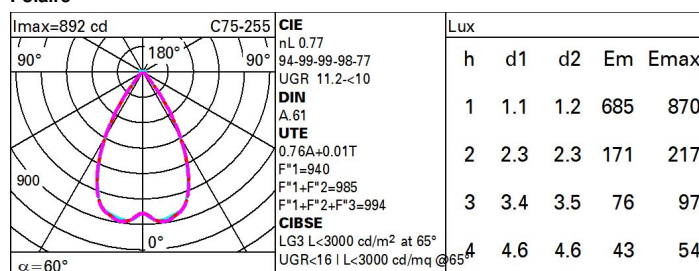 Imax=892 cd C75-255
90° 180° 90°
900
0°
α=60°
CIE
nL 0.77
94-99-99-98-77
UGR 11.2-<10
DIN
A.61
UTE
0.76A+0.01T
F"1=940
F"1+F"2=985
F"1+F"2+F"3=994
CIBSE
LG3 L<3000 cd/m² at 65°
UGR<16 | L<3000 cd/mq @65°
Lux
h d1 d2 Em Emax
1 1.1 1.2 685 870
2 2.3 2.3 171 217
3 3.4 3.5 76 97
4 4.6 4.6 43 54